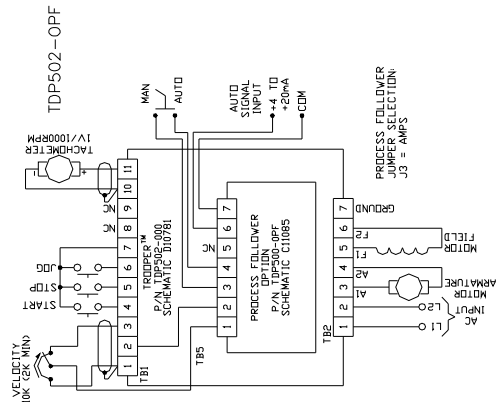 TDP502-OPF
VELOCITY
10K (2K MIN)
START
STOP
JOG
NC
NC
TACHOMETER
1V/1000RPM
- +
MAN
AUTO
1 2 3 4 5 6 7 8 9 10 11
TB1
TROOPER™
P/N TDP502-000
SCHEMATIC D10781
AUTO
SIGNAL
INPUT
+4 TO
+20mA
COM
NC
1 2 3 4 5 6 7
TB5
PROCESS FOLLOWER
OPTION
P/N TDP500-OPF
SCHEMATIC C11085
PROCESS FOLLOWER
JUMPER SELECTION:
J3 = AMPS
TB2
1 2 3 4 5 6 7
L1 L2 A1 A2 F1 F2 GROUND
AC
INPUT
MOTOR
ARMATURE
MOTOR
FIELD